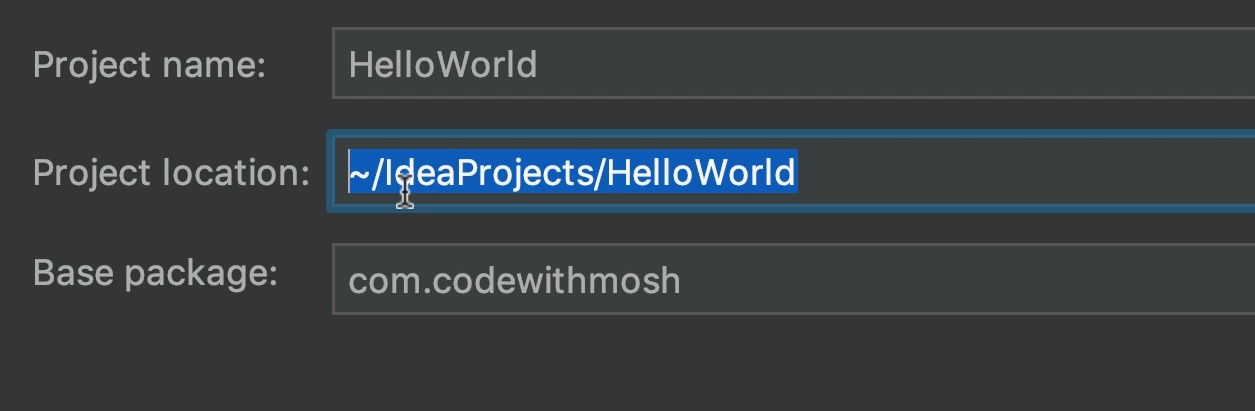 Project name: HelloWorld
Project location: ~/IdeaProjects/HelloWorld
Base package: com.codewithmosh